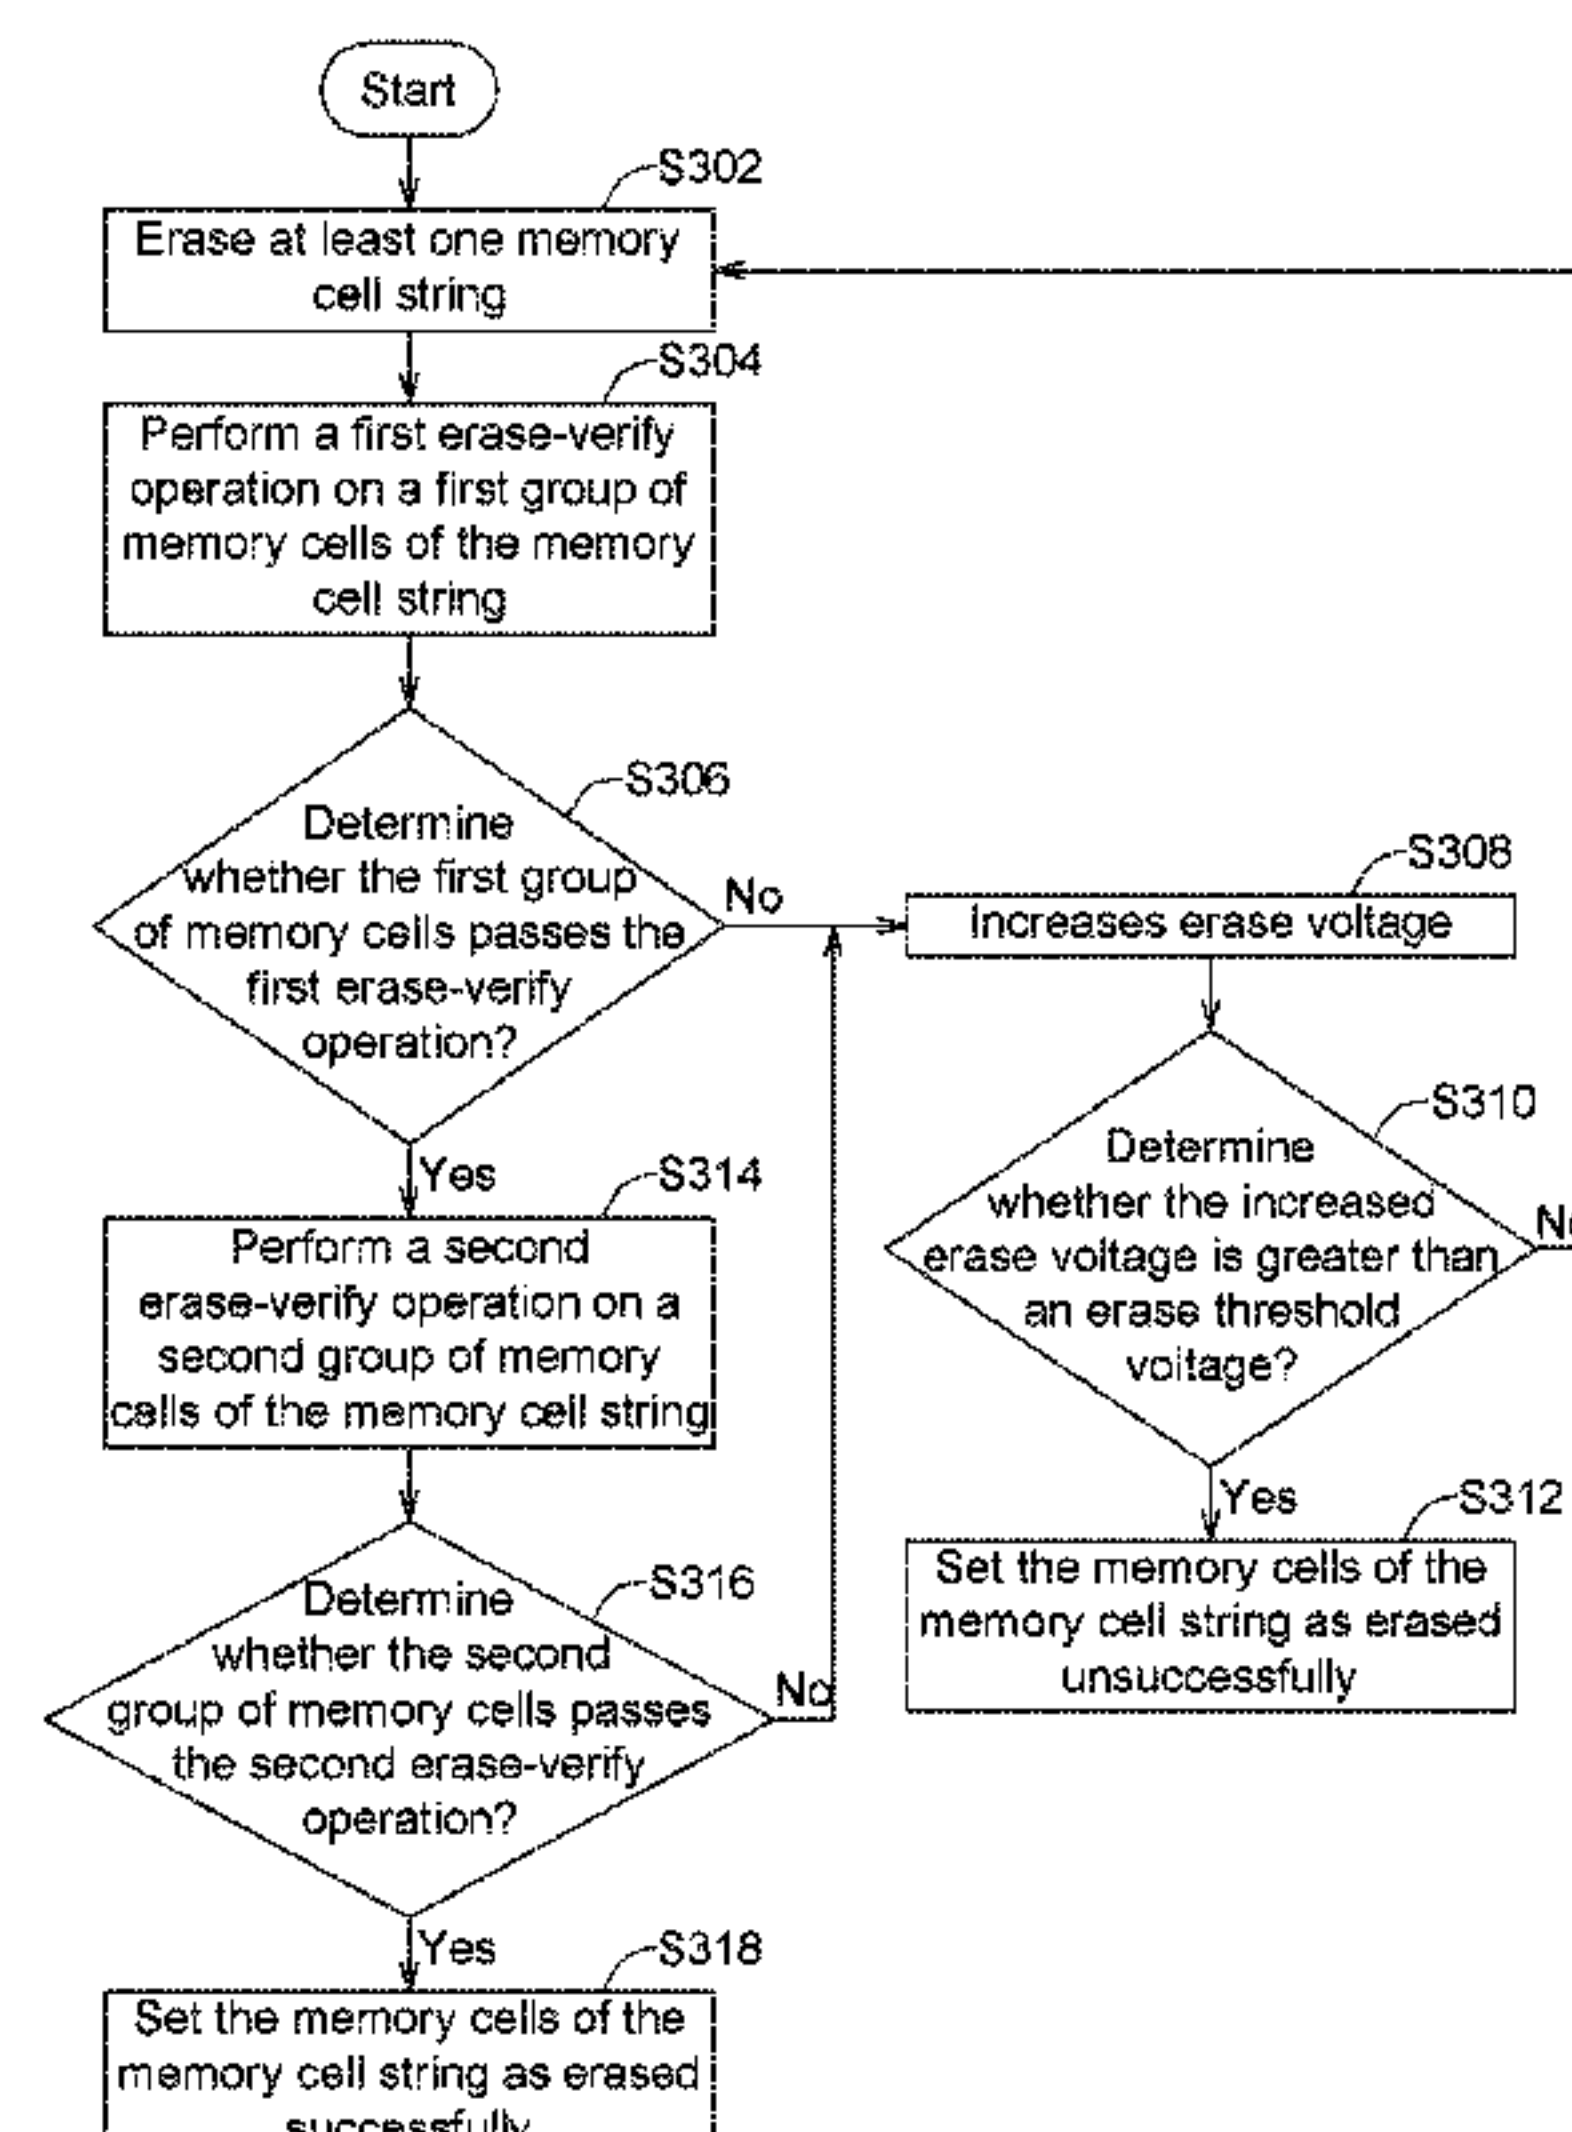 Start
S302
Erase at least one memory
cell string
S304
Perform a first erase-verify
operation on a first group of
memory cells of the memory
cell string
S306
Determine
whether the first group
of memory cells passes the
first erase-verify
operation?
No
S308
Increases erase voltage
S310
Determine
whether the increased
erase voltage is greater than
an erase threshold
voltage?
No
Yes
S312
Set the memory cells of the
memory cell string as erased
unsuccessfully
Yes
S314
Perform a second
erase-verify operation on a
second group of memory
cells of the memory cell string
S316
Determine
whether the second
group of memory cells passes
the second erase-verify
operation?
No
Yes
S318
Set the memory cells of the
memory cell string as erased
successfully